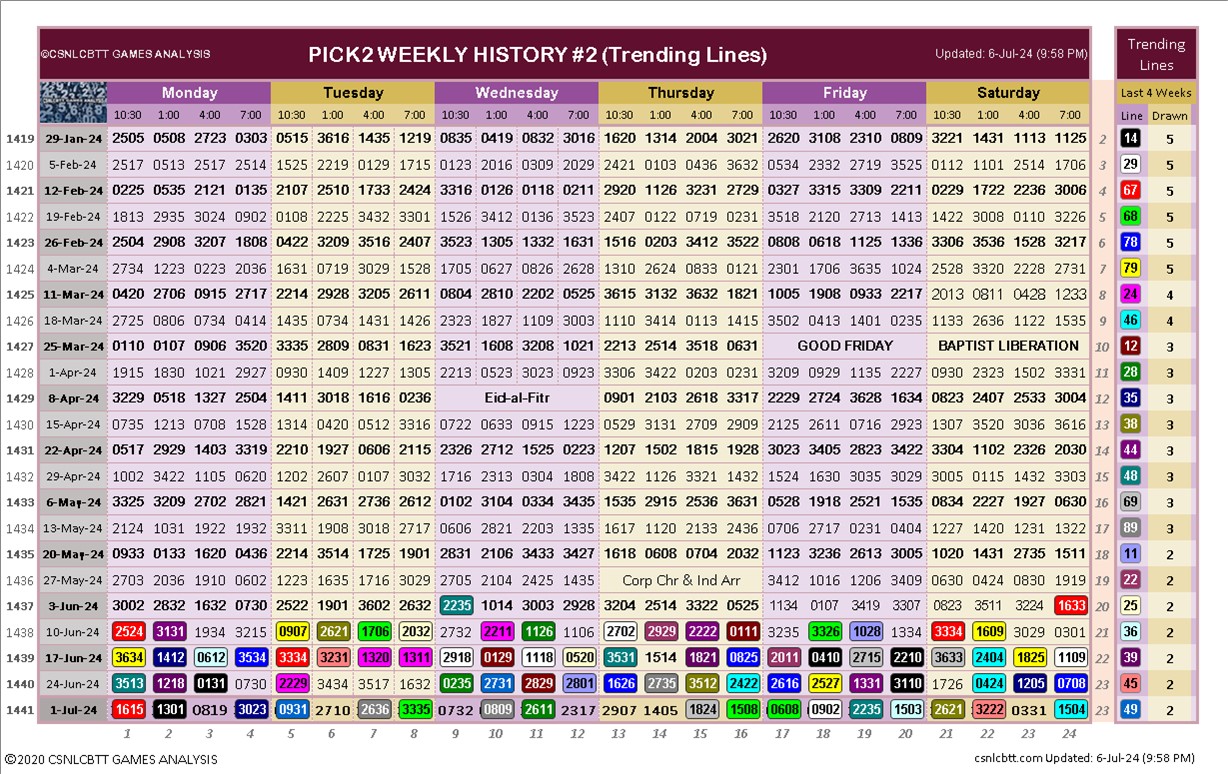 ©CSNLCBTT GAMES ANALYSIS PICK2 WEEKLY HISTORY #2 (Trending Lines) Updated: 6-Jul-24 (9:58 PM) Trending Lines
Monday Tuesday Wednesday Thursday Friday Saturday Last 4 Weeks
10:30 1:00 4:00 7:00 10:30 1:00 4:00 7:00 10:30 1:00 4:00 7:00 10:30 1:00 4:00 7:00 10:30 1:00 4:00 7:00 10:30 1:00 4:00 7:00 Line Drawn
1419 29-Jan-24 2505 0508 2723 0303 0515 3616 1435 1219 0835 0419 0832 3016 1620 1314 2004 3021 2620 3108 2310 0809 3221 1431 1113 1125 2 14 5
1420 5-Feb-24 2517 0513 2517 2514 1525 2219 0129 1715 0123 2016 0309 2029 2421 0103 0436 3632 0534 2332 2719 3525 0112 1101 2514 1706 3 29 5
1421 12-Feb-24 0225 0535 2121 0135 2107 2510 1733 2424 3316 0126 0118 0211 2920 1126 3231 2729 0327 3315 3309 2211 0229 1722 2236 3006 4 67 5
1422 19-Feb-24 1813 2935 3024 0902 0108 2225 3432 3301 1526 3412 0136 3523 2407 0122 0719 0231 3518 2120 2713 1413 1422 3008 0110 3226 5 68 5
1423 26-Feb-24 2504 2908 3207 1808 0422 3209 3516 2407 3523 1305 1332 1631 1516 0203 3412 3522 0808 0618 1125 1336 3306 3536 1528 3217 6 78 5
1424 4-Mar-24 2734 1223 0223 2036 1631 0719 3029 1523 1705 0627 0826 2628 1310 2624 0833 0121 2301 1706 3635 1024 2528 3320 2228 2731 7 79 5
1425 11-Mar-24 0420 2706 0915 2717 2214 2928 3205 2617 0804 2810 2202 0525 3615 3132 3632 1821 1005 1908 0933 2217 2013 0811 0428 1233 8 24 4
1426 18-Mar-24 2725 0806 0734 0414 1435 0734 1431 1426 2323 1827 1109 3003 1110 3414 0113 1415 3502 0413 1401 0235 1133 2636 1122 1535 9 46 4
1427 25-Mar-24 0110 0107 0906 3520 3335 2809 0831 1623 3521 1608 3208 1021 2213 2514 3518 0631 GOOD FRIDAY BAPTIST LIBERATION 10 12 3
1428 1-Apr-24 1915 1830 1021 2927 0930 1409 1227 1305 2213 0523 3023 0923 3306 3422 0203 0231 3209 0929 1135 2227 0930 2323 1502 3331 11 28 3
1429 8-Apr-24 3229 0518 1327 2504 1411 3018 1616 0236 Eid-al-Fitr 0901 2103 2618 3317 2229 2724 3628 1634 0823 2407 2533 3004 12 35 3
1430 15-Apr-24 0735 1213 0708 1528 1314 0420 0512 3319 0722 0633 0915 1223 0529 3131 2709 2909 2125 2611 0716 2923 1307 3520 3036 3616 13 38 3
1431 22-Apr-24 0517 2929 1403 3319 2210 1927 0606 2119 2326 2713 1525 0223 1207 1502 1815 1928 3023 3405 2823 3422 3304 1102 2326 2030 14 44 3
1432 29-Apr-24 1002 3422 1105 0620 1202 2607 0107 3035 1716 2313 0304 1808 3422 1126 3321 1432 1524 1630 3035 3029 3005 0115 1432 3303 15 48 3
1433 6-May-24 3325 3209 2702 2821 1421 2631 2736 2612 0102 3104 0334 3435 1535 2915 2536 3631 0528 1918 2521 1535 0834 2227 1927 0630 16 69 3
1434 13-May-24 2124 1031 1922 1932 3311 1908 3018 2717 0606 2821 2203 1335 1617 1120 2133 2436 0706 2717 0231 0404 1227 1420 1231 1322 17 89 3
1435 20-May-24 0933 0133 1620 0436 2214 3514 1725 1901 2831 2106 3433 3427 1618 0608 0704 2032 1123 3236 2613 3005 1020 1431 2735 1511 18 11 2
1436 27-May-24 2703 2036 1910 0602 1223 1635 1716 3029 2705 2104 2425 1435 Corp Chr & Ind Arr 3412 1016 1206 3409 0630 0424 0830 1919 19 22 2
1437 3-Jun-24 3002 2832 1632 0730 2522 1901 3602 2632 2235 1014 3003 2928 3204 2514 3322 0525 1134 0107 3419 3307 0823 3511 3224 1633 20 25 2
1438 10-Jun-24 2524 3131 1934 3215 0907 2621 1706 2032 2732 2211 1126 1106 2702 2929 2222 0111 3235 3326 1028 1334 3334 1609 3029 0301 21 36 2
1439 17-Jun-24 3634 1412 0612 3534 3334 3231 1320 1311 2918 0129 1118 0520 3531 1514 1821 0825 2011 0410 2715 2210 3633 2404 1825 1109 22 39 2
1440 24-Jun-24 3513 1218 0131 0730 2229 3434 3517 1632 0235 2731 2829 2801 1626 2735 3512 2422 2616 2527 1331 3110 1726 0424 1205 0708 23 45 2
1441 1-Jul-24 1615 1301 0819 3023 0931 2710 2636 3335 0732 0809 2611 2317 2907 1405 1824 1508 0608 0902 2235 1503 2621 3222 0331 1504 23 49 2
1 2 3 4 5 6 7 8 9 10 11 12 13 14 15 16 17 18 19 20 21 22 23 24
©2020 CSNLCBTT GAMES ANALYSIS csnlcbtt.com Updated: 6-Jul-24 (9:58 PM)